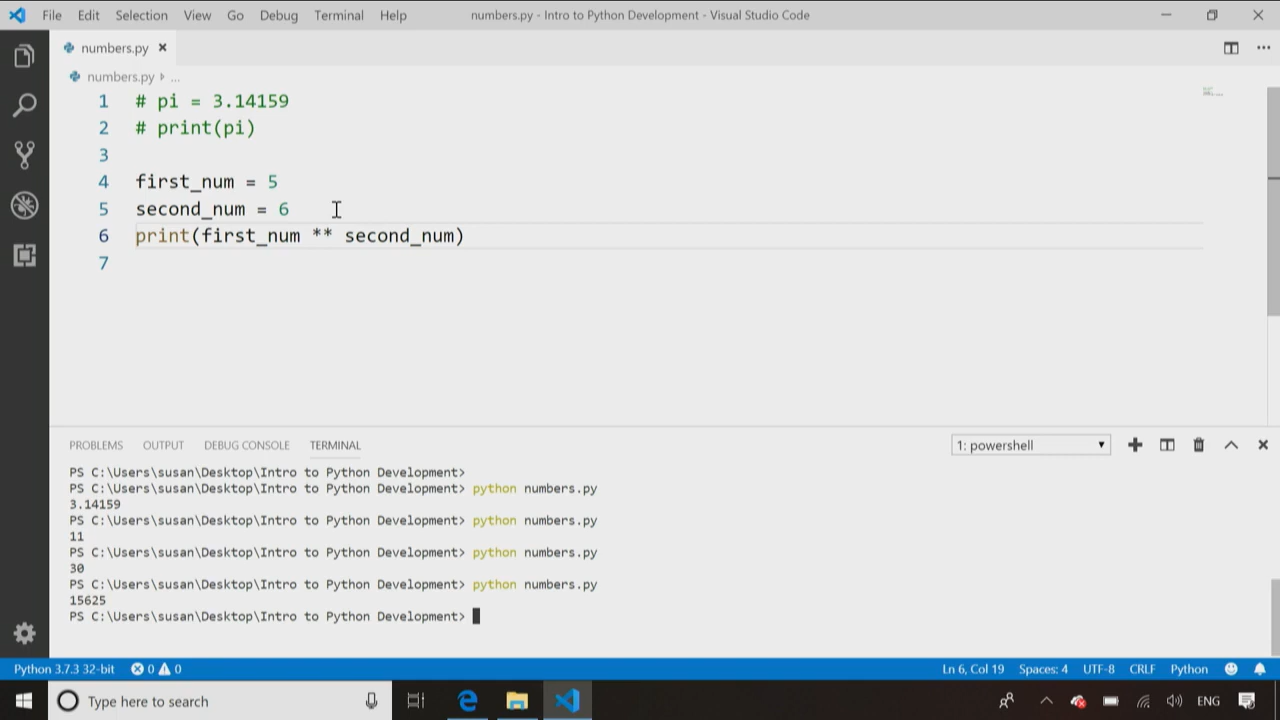 File Edit Selection View Go Debug Terminal Help numbers.py - Intro to Python Development - Visual Studio Code
numbers.py
numbers.py ...
1 # pi = 3.14159
2 # print(pi)
3
4 first_num = 5
5 second_num = 6
6 print(first_num ** second_num)
7
PROBLEMS OUTPUT DEBUG CONSOLE TERMINAL 1: powershell
PS C:\Users\susan\Desktop\Intro to Python Development>
PS C:\Users\susan\Desktop\Intro to Python Development> python numbers.py
3.14159
PS C:\Users\susan\Desktop\Intro to Python Development> python numbers.py
11
PS C:\Users\susan\Desktop\Intro to Python Development> python numbers.py
30
PS C:\Users\susan\Desktop\Intro to Python Development> python numbers.py
15625
PS C:\Users\susan\Desktop\Intro to Python Development>
Python 3.7.3 32-bit 0 0 Ln 6, Col 19 Spaces: 4 UTF-8 CRLF Python
Type here to search ENG